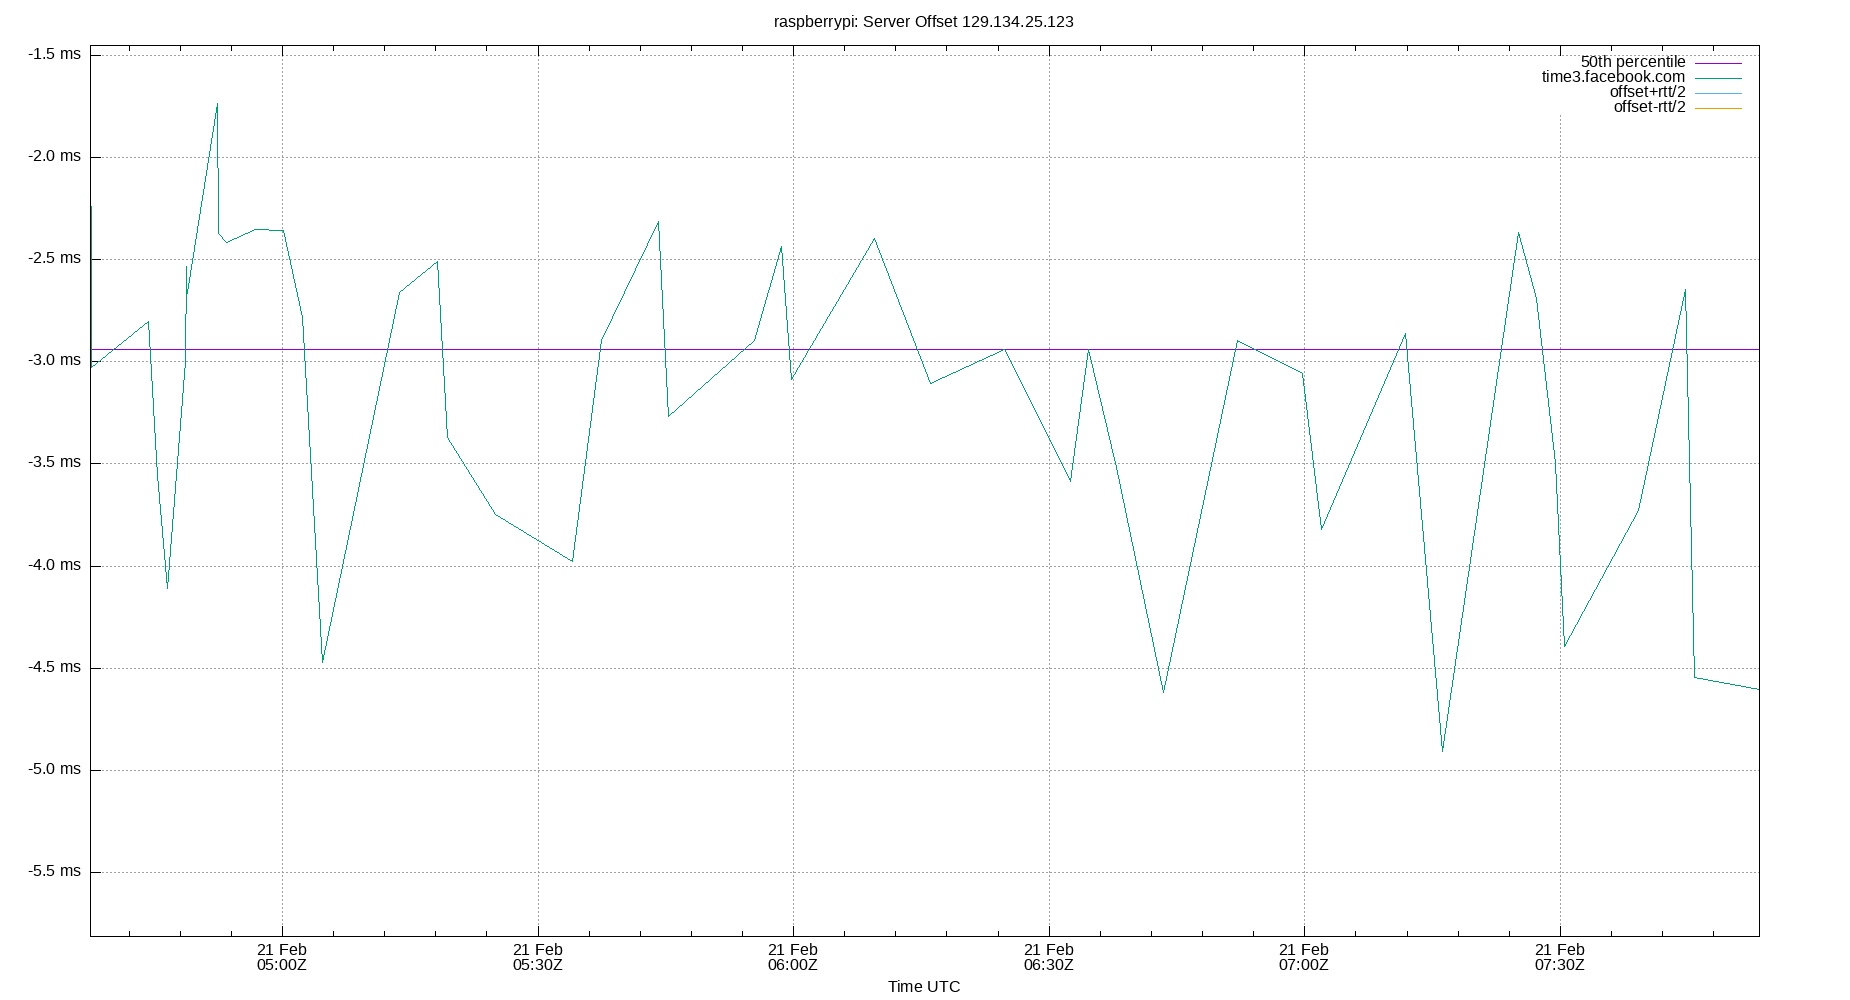 raspberrypi: Server Offset 129.134.25.123
-1.5 ms
-2.0 ms
-2.5 ms
-3.0 ms
-3.5 ms
-4.0 ms
-4.5 ms
-5.0 ms
-5.5 ms
50th percentile
time3.facebook.com
offset+rtt/2
offset-rtt/2
21 Feb
05:00Z
21 Feb
05:30Z
21 Feb
06:00Z
21 Feb
06:30Z
21 Feb
07:00Z
21 Feb
07:30Z
Time UTC